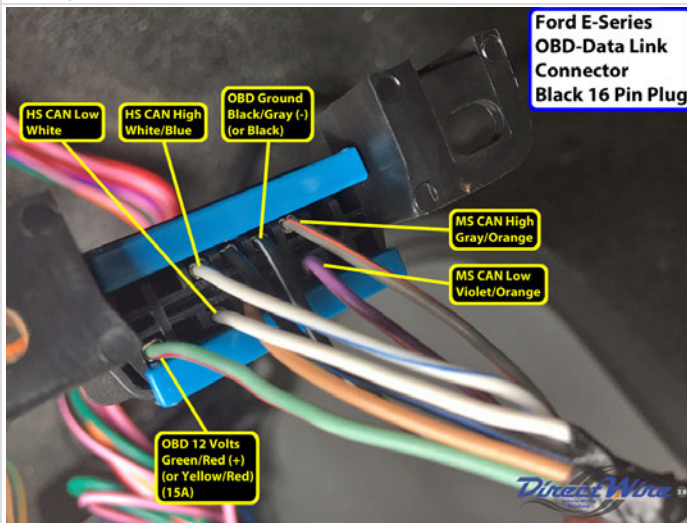 Ford E-Series
OBD-Data Link
Connector
Black 16 Pin Plug
HS CAN Low
White
HS CAN High
White/Blue
OBD Ground
Black/Gray (-)
(or Black)
MS CAN High
Gray/Orange
MS CAN Low
Violet/Orange
OBD 12 Volts
Green/Red (+)
(or Yellow/Red)
(15A)
DirectWire